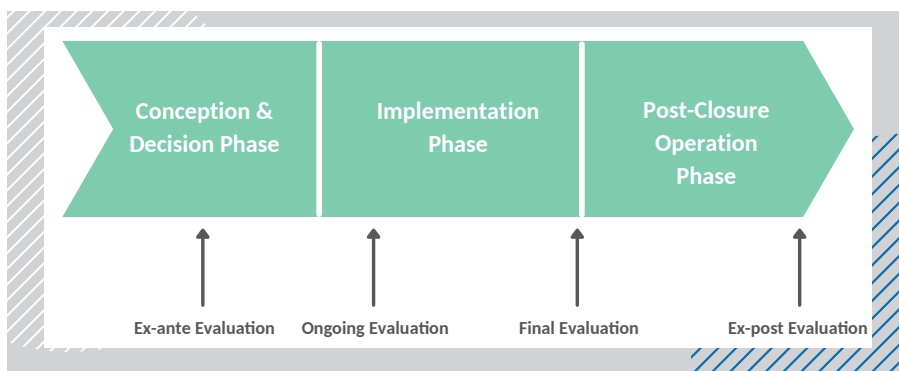 Conception &
Decision Phase
Implementation
Phase
Post-Closure
Operation
Phase
Ex-ante Evaluation
Ongoing Evaluation
Final Evaluation
Ex-post Evaluation